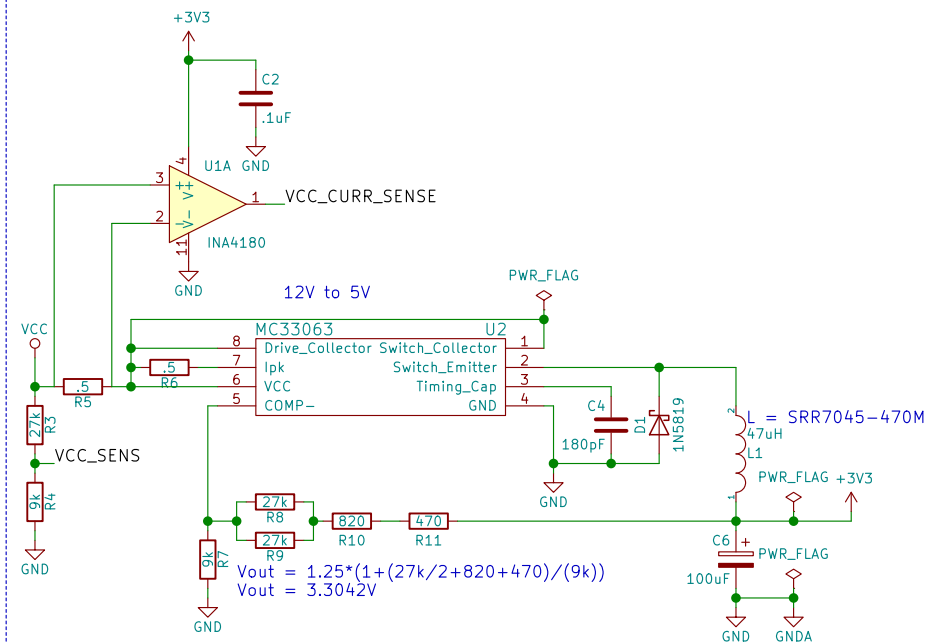 +3V3
C2
.1uF
GND
U1A
4
3
V+
+
2
V-
-
1
VCC_CURR_SENSE
11
INA4180
GND
12V to 5V
PWR_FLAG
VCC
MC33063
U2
8
Drive_Collector
Switch_Collector
1
7
Ipk
Switch_Emitter
2
6
VCC
Timing_Cap
3
5
COMP-
GND
4
.5
R6
.5
R5
27k
R3
VCC_SENS
9k
R4
GND
C4
180pF
D1
1N5819
GND
2
L = SRR7045-470M
47uH
L1
1
PWR_FLAG
+3V3
27k
R8
27k
R9
820
R10
470
R11
9k
R7
GND
Vout = 1.25*(1+(27k/2+820+470)/(9k))
Vout = 3.3042V
C6
+
100uF
PWR_FLAG
GND
GNDA